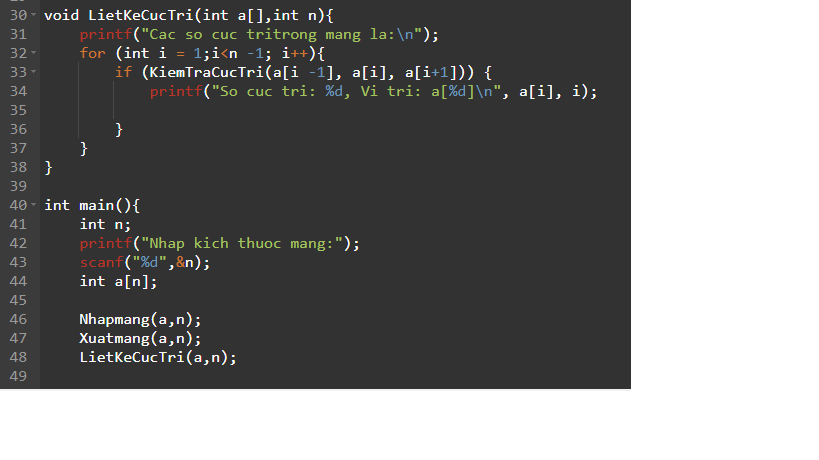 30 void LietKeCucTri(int a[],int n){
31     printf("Cac so cuc tritrong mang la:\n");
32     for (int i = 1;i<n -1; i++){
33         if (KiemTraCucTri(a[i -1], a[i], a[i+1])) {
34             printf("So cuc tri: %d, Vi tri: a[%d]\n", a[i], i);
35
36         }
37     }
38 }
39
40 int main(){
41     int n;
42     printf("Nhap kich thuoc mang:");
43     scanf("%d",&n);
44     int a[n];
45
46     Nhapmang(a,n);
47     Xuatmang(a,n);
48     LietKeCucTri(a,n);
49